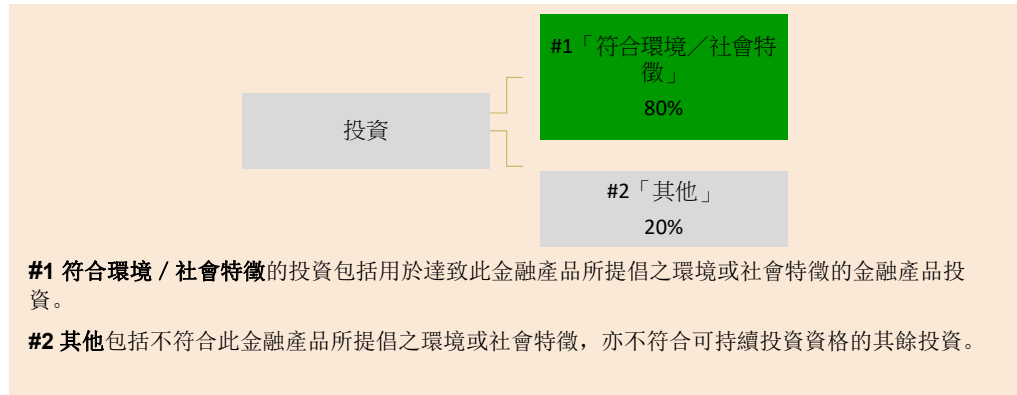 #1「符合環境／社會特
徵」
80%
投資
#2「其他」
20%
#1 符合環境 / 社會特徵的投資包括用於達致此金融產品所提倡之環境或社會特徵的金融產品投
資。
#2 其他包括不符合此金融產品所提倡之環境或社會特徵，亦不符合可持續投資資格的其餘投資。